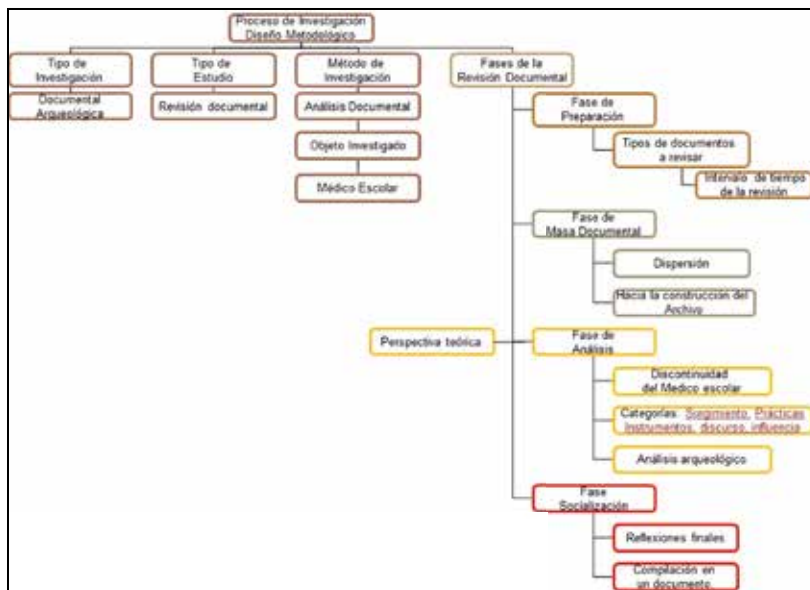 Proceso de Investigación
Diseño Metodológico
Tipo de
Investigación
Documental
Arqueológica
Tipo de
Estudio
Revisión documental
Método de
Investigación
Análisis Documental
Objeto Investigado
Médico Escolar
Fases de la
Revisión Documental
Fase de
Preparación
Tipos de documentos
a revisar
Intervalo de tiempo
de la revisión
Fase de
Masa Documental
Dispersión
Hacia la construcción del
Archivo
Perspectiva teórica
Fase de
Análisis
Discontinuidad
del Medico escolar
Categorías: Surgimiento, Prácticas
Instrumentos, discurso, influencia
Análisis arqueológico
Fase
Socialización
Reflexiones finales
Compilación en
un documento.